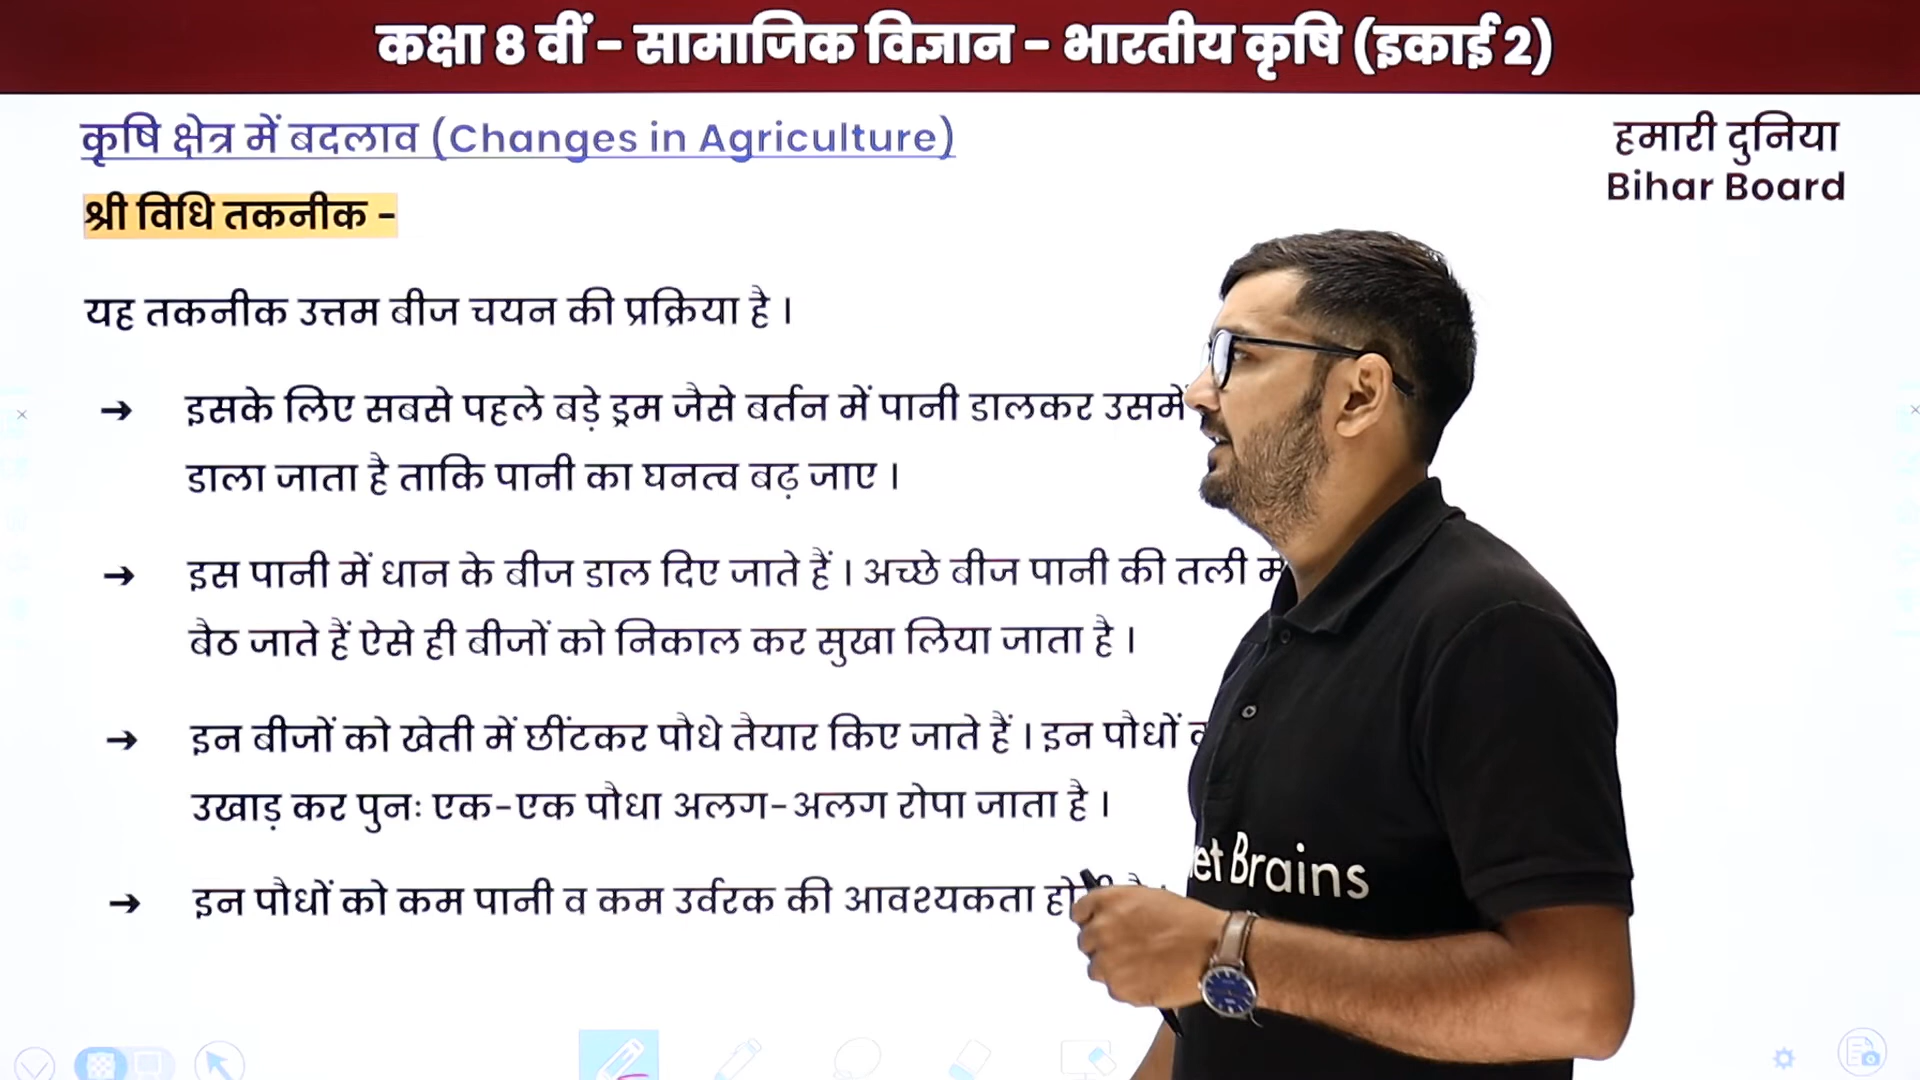 कक्षा 8 वीं - सामाजिक विज्ञान - भारतीय कृषि (इकाई 2)
कृषि क्षेत्र में बदलाव (Changes in Agriculture)
हमारी दुनिया
Bihar Board
श्री विधि तकनीक -
यह तकनीक उत्तम बीज चयन की प्रक्रिया है ।
➔ इसके लिए सबसे पहले बड़े ड्रम जैसे बर्तन में पानी डालकर उसमें
डाला जाता है ताकि पानी का घनत्व बढ़ जाए ।
➔ इस पानी में धान के बीज डाल दिए जाते हैं । अच्छे बीज पानी की तली
बैठ जाते हैं ऐसे ही बीजों को निकाल कर सुखा लिया जाता है ।
➔ इन बीजों को खेती में छींटकर पौधे तैयार किए जाते हैं । इन पौधों
उखाड़ कर पुनः एक-एक पौधा अलग-अलग रोपा जाता है ।
➔ इन पौधों को कम पानी व कम उर्वरक की आवश्यकता
Brains